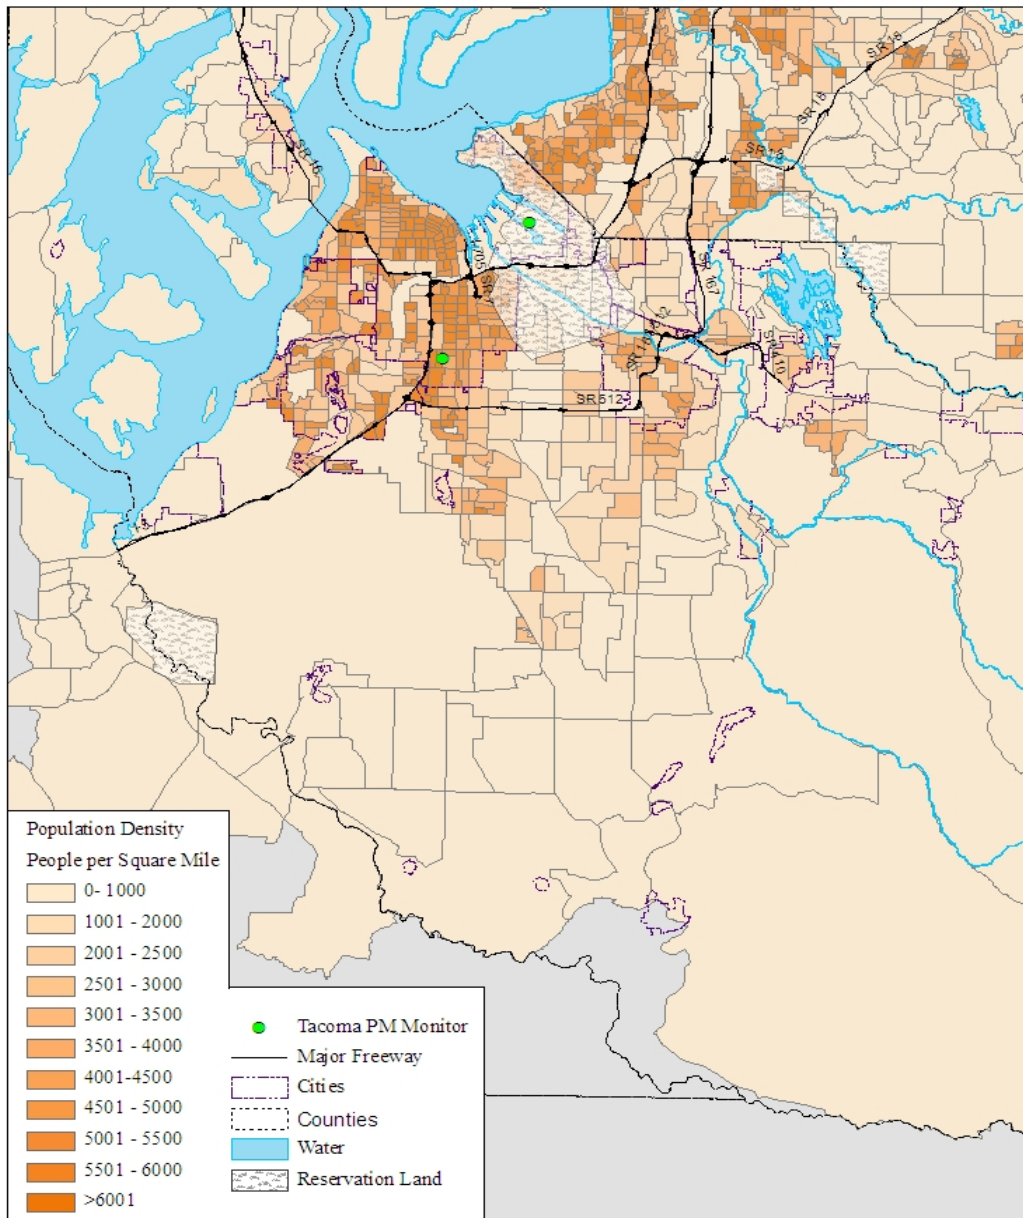 SR 18
SR 18
SR 18
SR 16
705
SR 7
SR 167
SR 410
SR 512
Population Density
People per Square Mile
0- 1000
1001 - 2000
2001 - 2500
2501 - 3000
3001 - 3500
3501 - 4000
4001-4500
4501 - 5000
5001 - 5500
5501 - 6000
>6001
Tacoma PM Monitor
Major Freeway
Cities
Counties
Water
Reservation Land